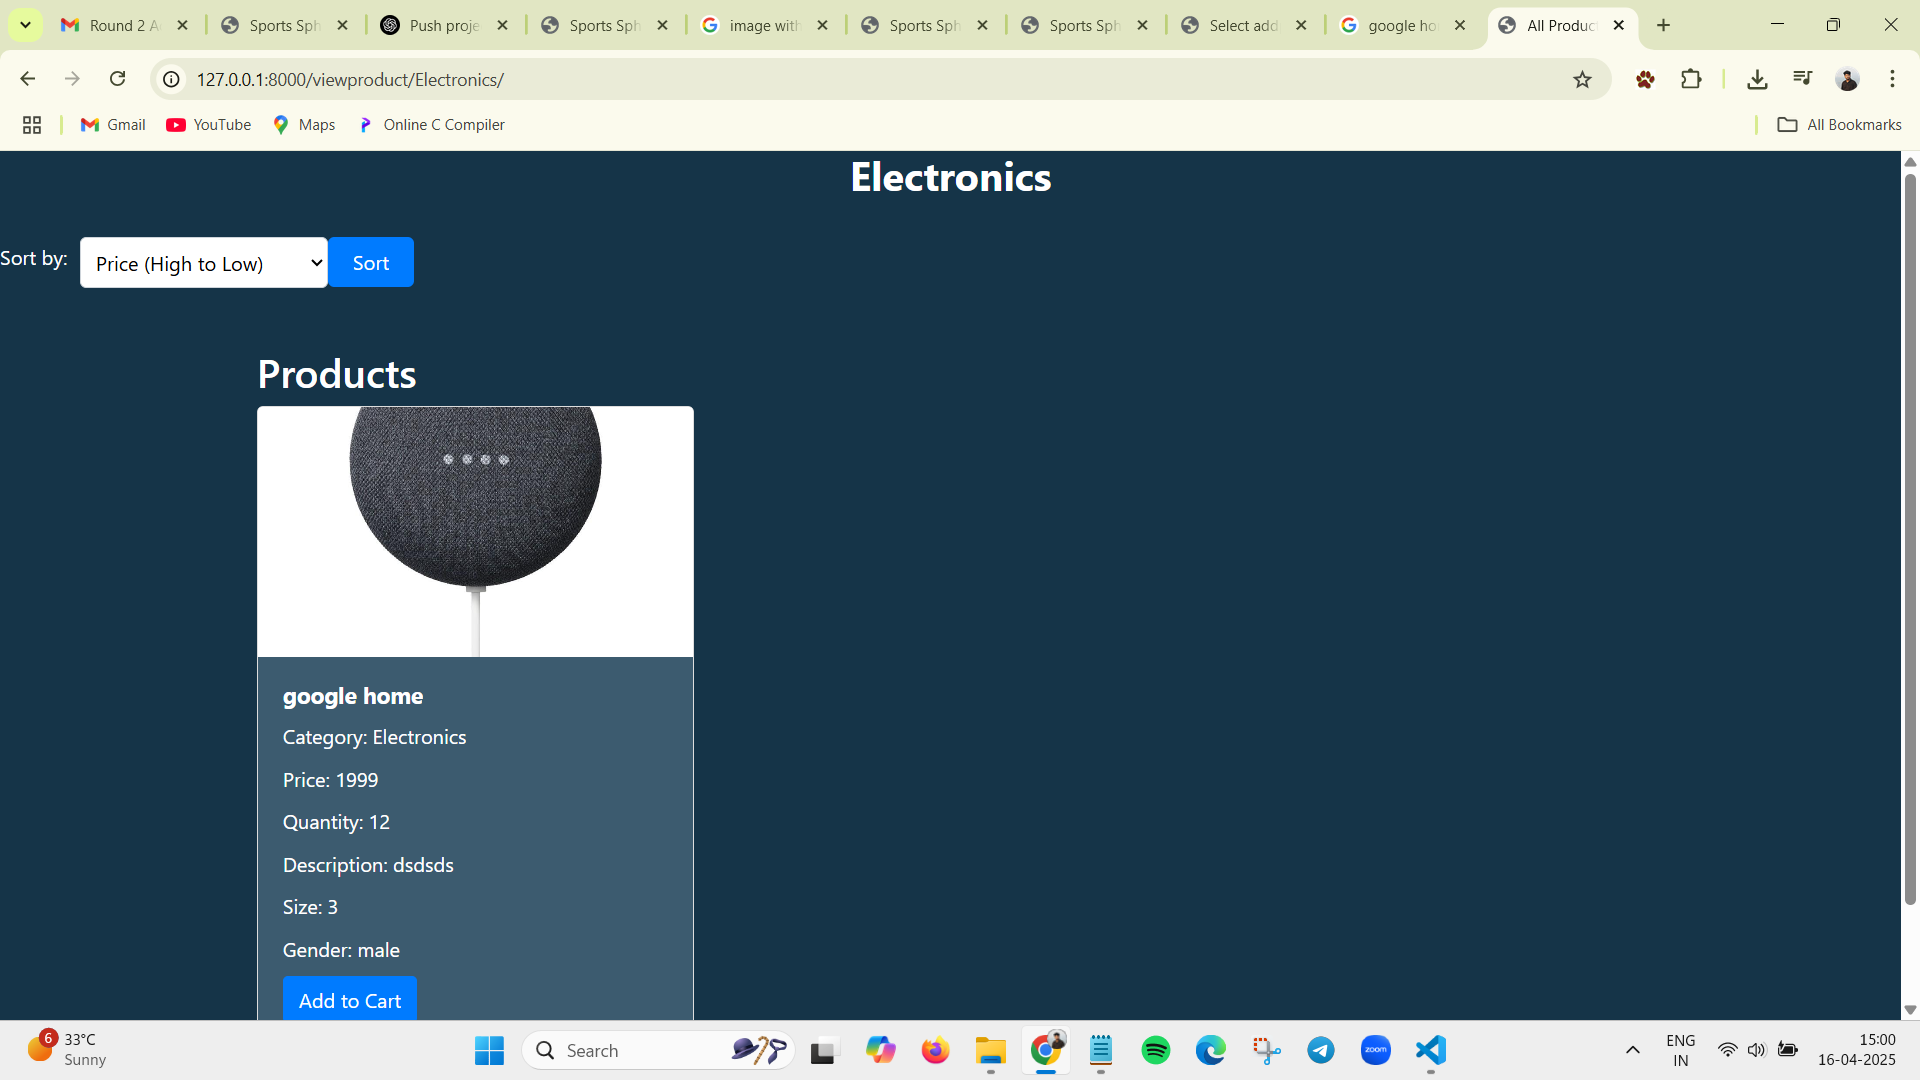 Round 2 A
Sports Sph
Push proje
Sports Sph
image with
Sports Sph
Sports Sph
Select add
google ho
All Produc
127.0.0.1:8000/viewproduct/Electronics/
Gmail
YouTube
Maps
Online C Compiler
All Bookmarks
Electronics
Sort by:
Price (High to Low)
Sort
Products
google home
Category: Electronics
Price: 1999
Quantity: 12
Description: dsdsds
Size: 3
Gender: male
Add to Cart
6
33°C
Sunny
Search
zoom
ENG
IN
15:00
16-04-2025